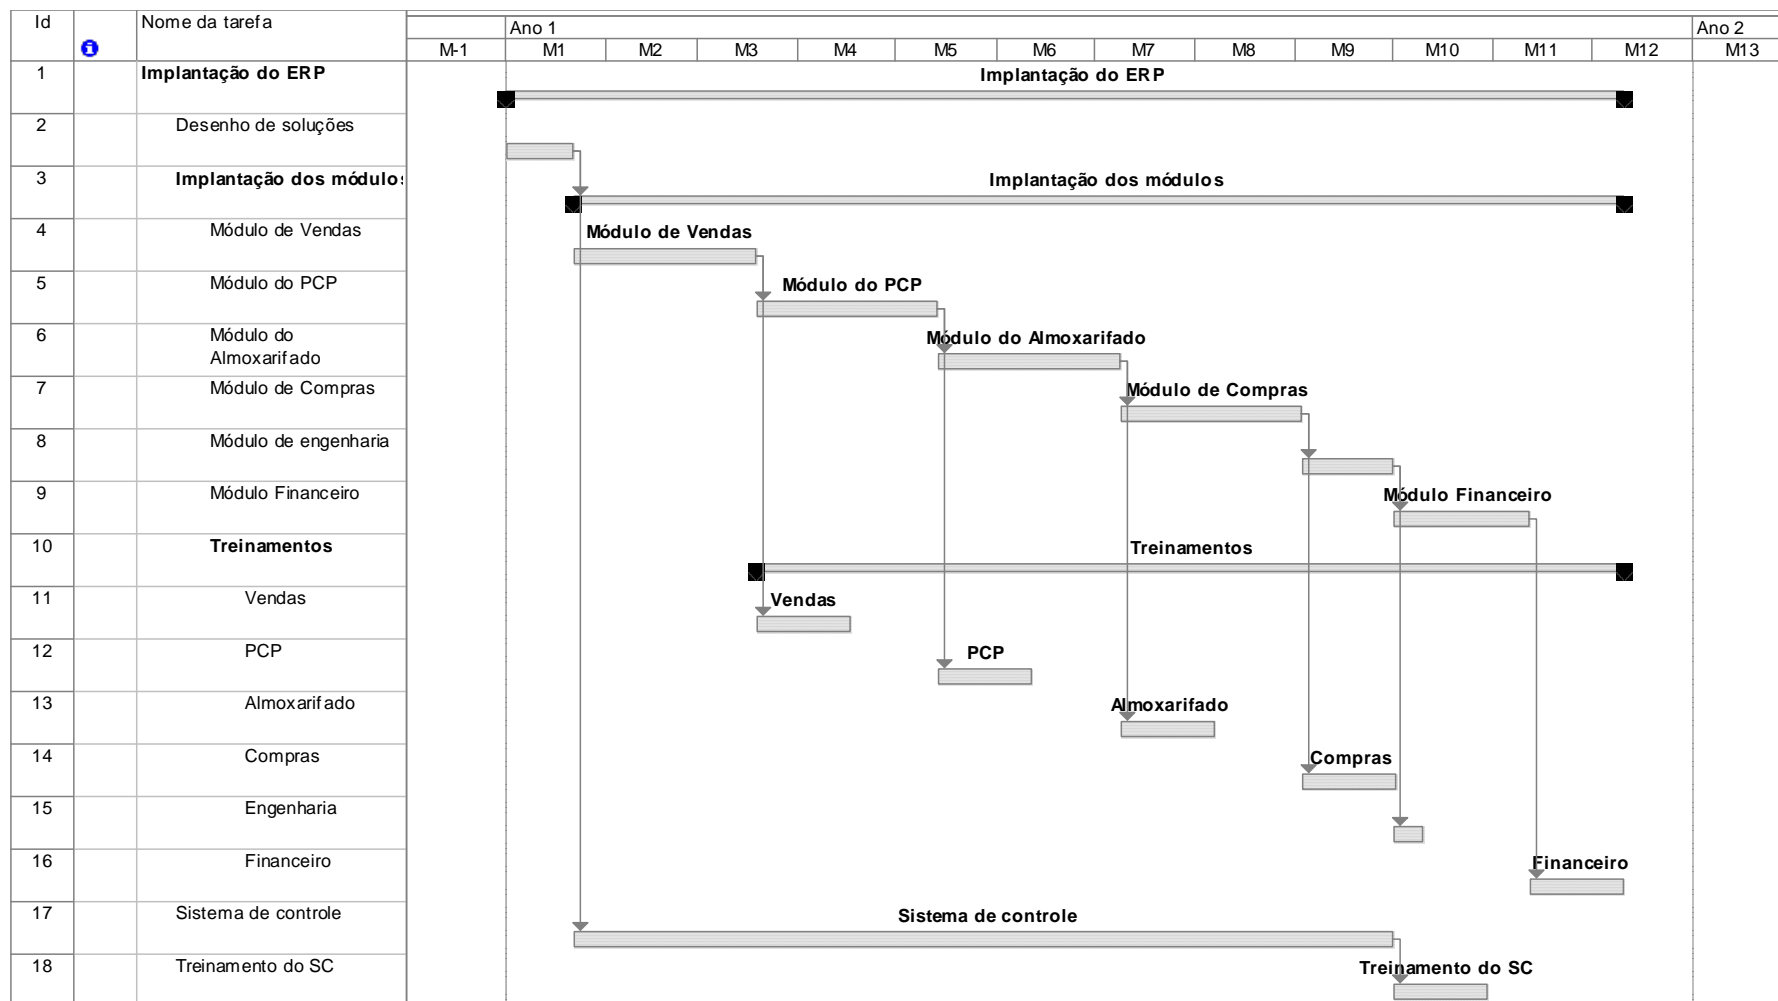 Id Nome da tarefa
Ano 1 Ano 2
M-1 M1 M2 M3 M4 M5 M6 M7 M8 M9 M10 M11 M12 M13
1 Implantação do ERP Implantação do ERP
2 Desenho de soluções
3 Implantação dos módulos Implantação dos módulos
4 Módulo de Vendas Módulo de Vendas
5 Módulo do PCP Módulo do PCP
6 Módulo do
Almoxarifado Módulo do Almoxarifado
7 Módulo de Compras Módulo de Compras
8 Módulo de engenharia
9 Módulo Financeiro Módulo Financeiro
10 Treinamentos Treinamentos
11 Vendas Vendas
12 PCP PCP
13 Almoxarifado Almoxarifado
14 Compras Compras
15 Engenharia
16 Financeiro Financeiro
17 Sistema de controle Sistema de controle
18 Treinamento do SC Treinamento do SC